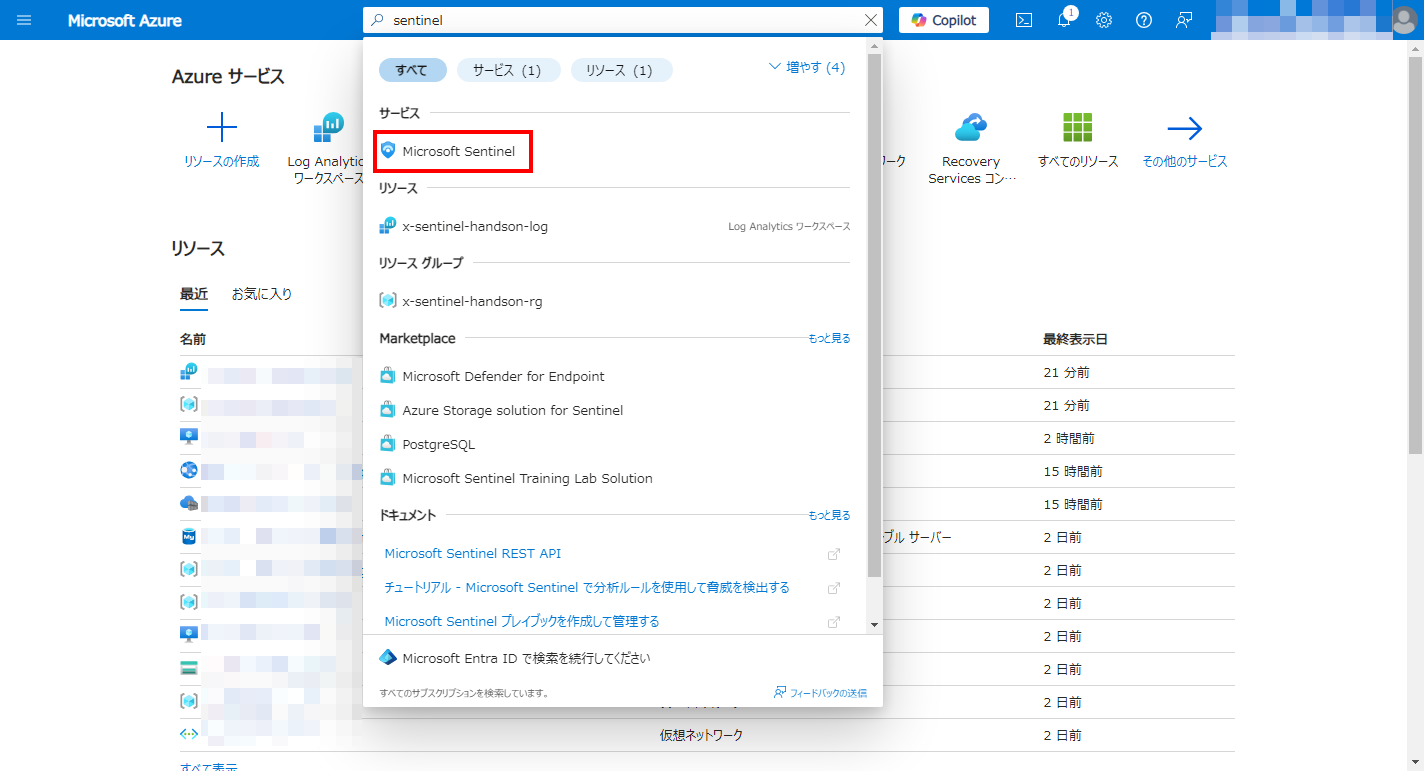 Microsoft Azure
sentinel
Copilot
1
Azure サービス
リソースの作成
Log Analytic
ワークスペース
ワーク
Recovery
Services コン…
すべてのリソース
その他のサービス
すべて
サービス (1)
リソース (1)
増やす (4)
サービス
Microsoft Sentinel
リソース
x-sentinel-handson-log
Log Analytics ワークスペース
リソース グループ
x-sentinel-handson-rg
Marketplace
もっと見る
Microsoft Defender for Endpoint
Azure Storage solution for Sentinel
PostgreSQL
Microsoft Sentinel Training Lab Solution
ドキュメント
もっと見る
Microsoft Sentinel REST API
チュートリアル - Microsoft Sentinel で分析ルールを使用して脅威を検出する
Microsoft Sentinel プレイブックを作成して管理する
Microsoft Entra ID で検索を続行してください
すべてのサブスクリプションを検索しています。
フィードバックの送信
リソース
最近
お気に入り
名前
最終表示日
21 分前
21 分前
2 時間前
15 時間前
15 時間前
ブル サーバー
2 日前
2 日前
2 日前
2 日前
2 日前
2 日前
仮想ネットワーク
2 日前
すべて表示